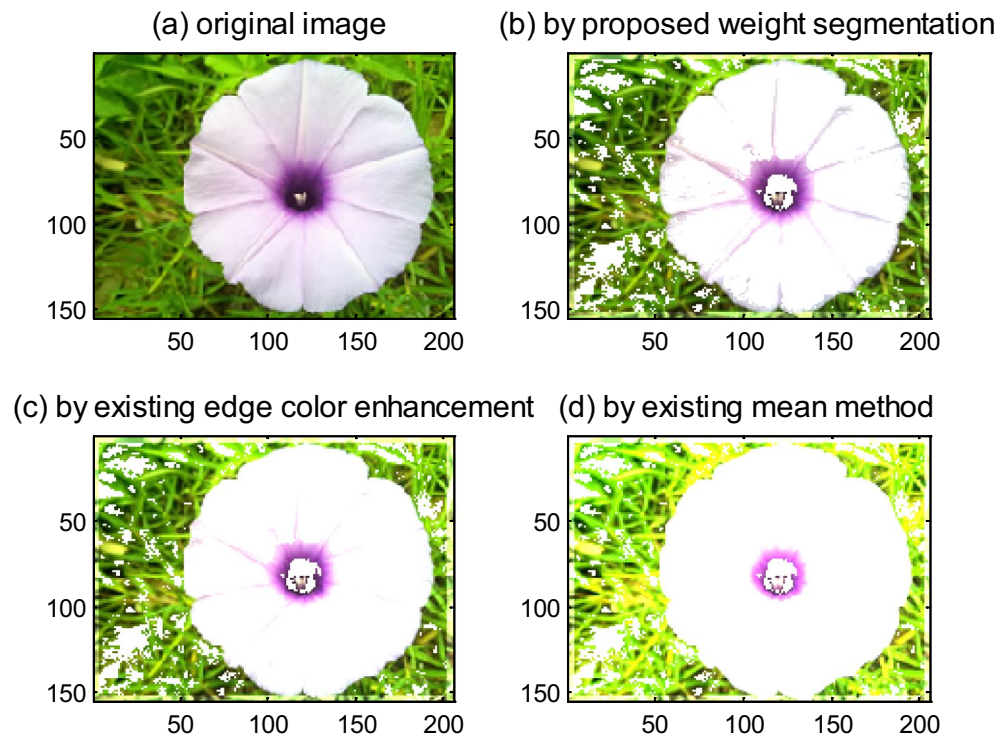 (a) original image
(b) by proposed weight segmentation
50
100
150
50 100 150 200
50
100
150
50 100 150 200
(c) by existing edge color enhancement
(d) by existing mean method
50
100
150
50 100 150 200
50
100
150
50 100 150 200